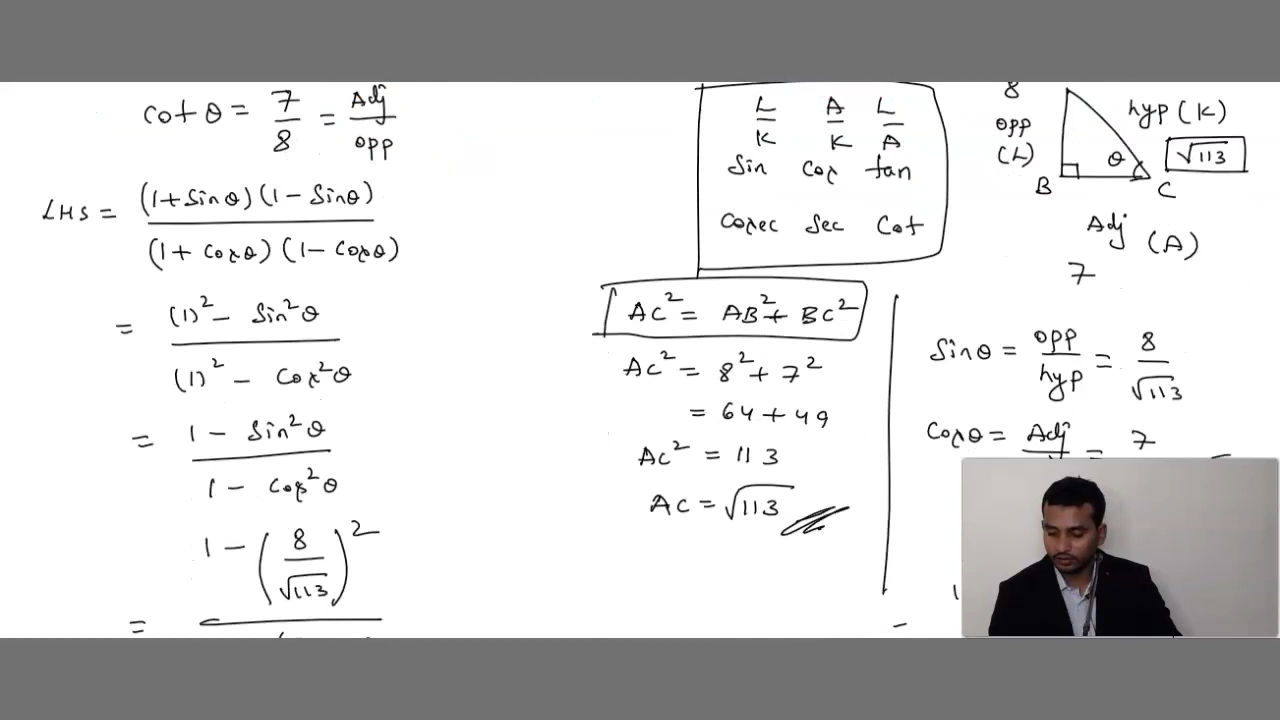 cot θ = 7/8 = Adj/opp
LHS = (1+Sinθ)(1-Sinθ)/(1+Cosθ)(1-Cosθ)
= (1)² - Sin²θ/(1)² - Cos²θ
= 1 - Sin²θ/1 - Cos²θ
= 1 - (8/√113)²
L/K A/K L/A
Sin Cos tan
Cosec Sec Cot
AC² = AB² + BC²
AC² = 8² + 7²
= 64 + 49
AC² = 113
AC = √113
8
opp
(L)
hyp (K)
√113
θ
B
C
Adj
(A)
7
Sinθ = opp/hyp = 8/√113
Cosθ = Adj = 7
=